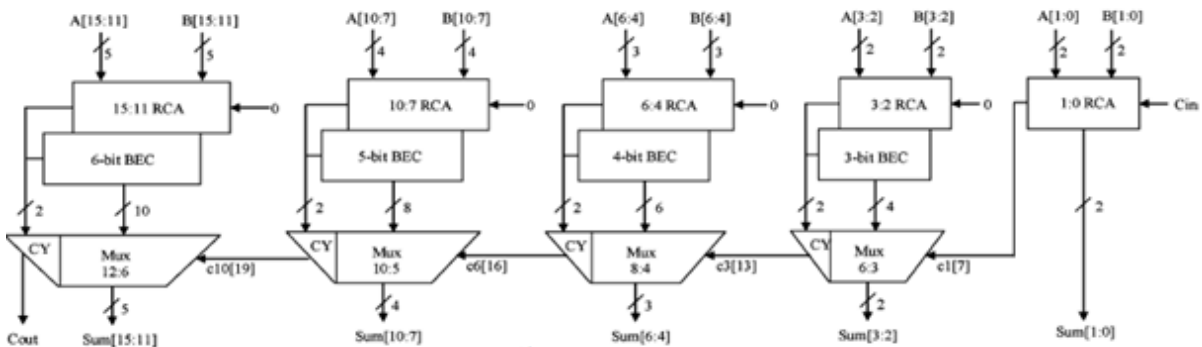 A[15:11] B[15:11] A[10:7] B[10:7] A[6:4] B[6:4] A[3:2] B[3:2] A[1:0] B[1:0]
5 5 4 4 3 3 2 2 2 2
15:11 RCA 0 10:7 RCA 0 6:4 RCA 0 3:2 RCA 0 1:0 RCA Cin
6-bit BEC 5-bit BEC 4-bit BEC 3-bit BEC
2 10 2 8 2 6 2 4 2
CY Mux 12:6 c10[19] CY Mux 10:5 c6[16] CY Mux 8:4 c3[13] CY Mux 6:3 c1[7]
5 4 3 2
Cout Sum[15:11] Sum[10:7] Sum[6:4] Sum[3:2] Sum[1:0]